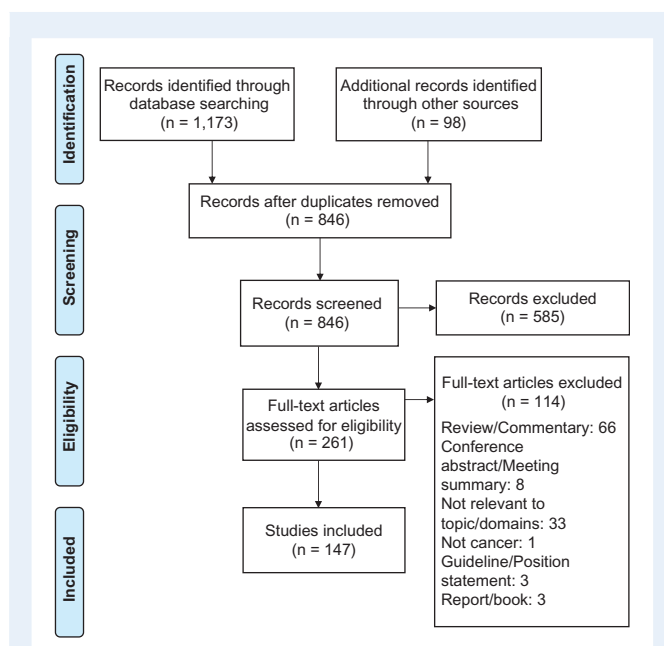 Identification
Records identified through
database searching
(n = 1,173)
Additional records identified
through other sources
(n = 98)
Records after duplicates removed
(n = 846)
Screening
Records screened
(n = 846)
Records excluded
(n = 585)
Eligibility
Full-text articles
assessed for eligibility
(n = 261)
Full-text articles excluded
(n = 114)
Review/Commentary: 66
Conference
abstract/Meeting
summary: 8
Not relevant to
topic/domains: 33
Not cancer: 1
Guideline/Position
statement: 3
Report/book: 3
Included
Studies included
(n = 147)